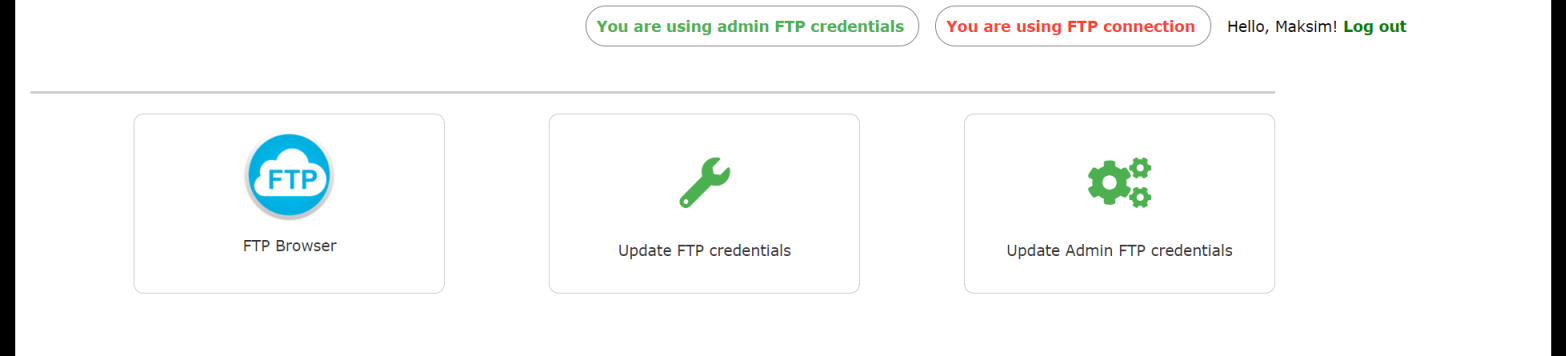 You are using admin FTP credentials You are using FTP connection Hello, Maksim! Log out
FTP
FTP Browser
Update FTP credentials
Update Admin FTP credentials